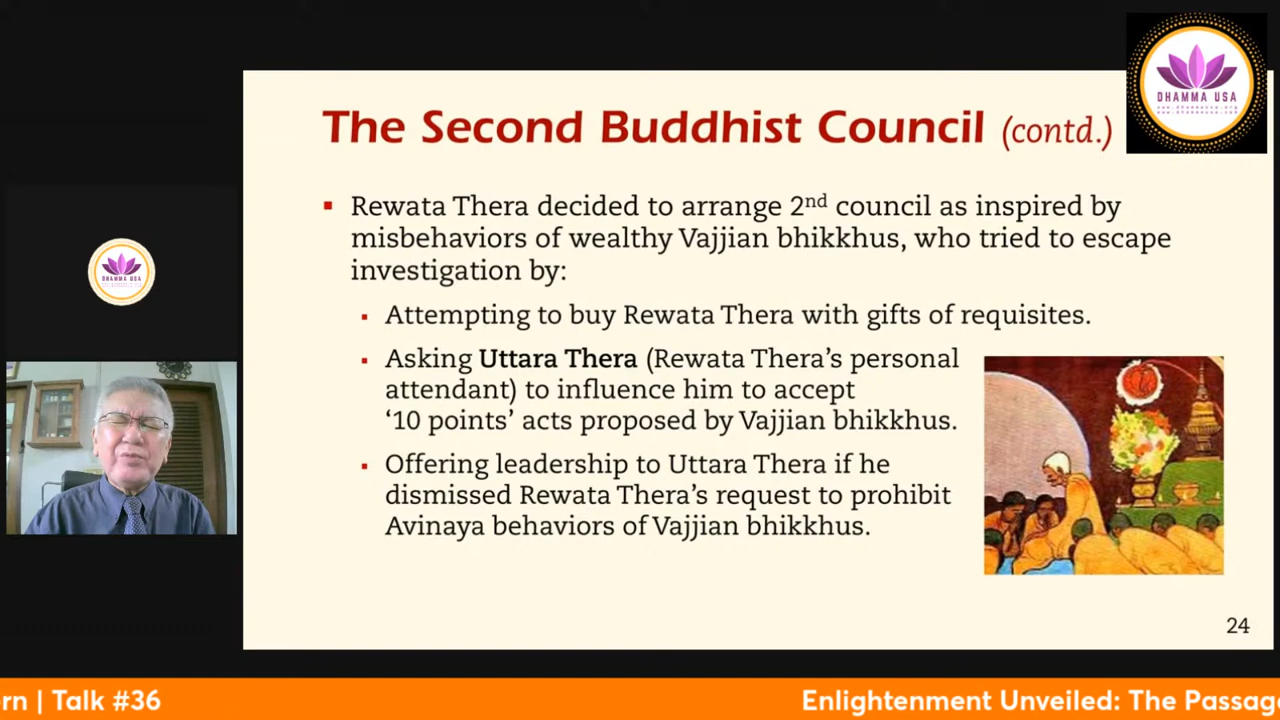 DHAMMA USA
The Second Buddhist Council (contd.)
▪ Rewata Thera decided to arrange 2nd council as inspired by
misbehaviors of wealthy Vajjian bhikkhus, who tried to escape
investigation by:
▪ Attempting to buy Rewata Thera with gifts of requisites.
▪ Asking Uttara Thera (Rewata Thera’s personal
attendant) to influence him to accept
‘10 points’ acts proposed by Vajjian bhikkhus.
▪ Offering leadership to Uttara Thera if he
dismissed Rewata Thera’s request to prohibit
Avinaya behaviors of Vajjian bhikkhus.
DHAMMA USA
24
rn | Talk #36
Enlightenment Unveiled: The Passag